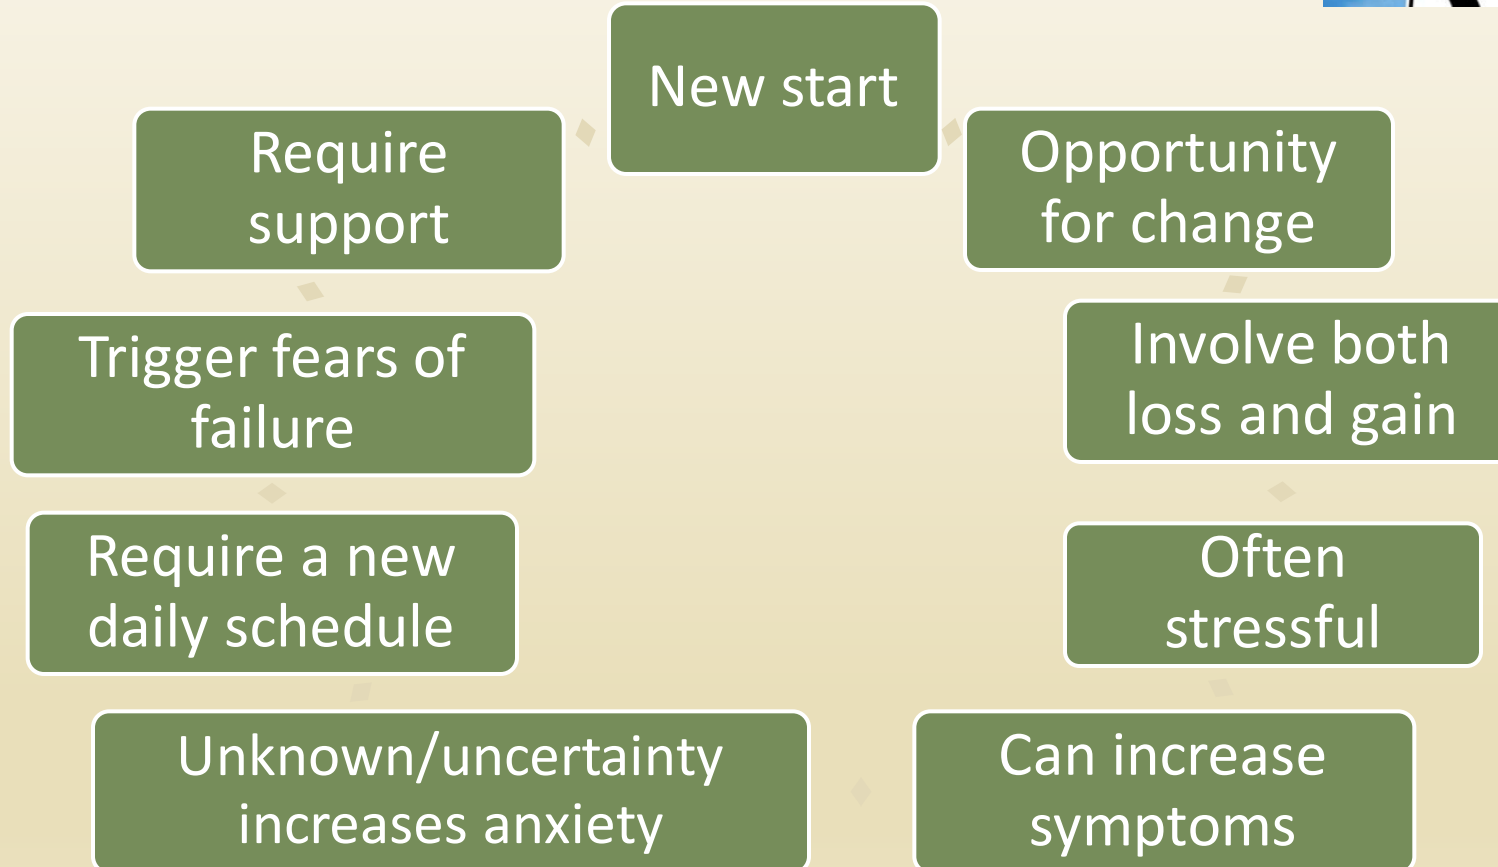 New start
Opportunity
for change
Involve both
loss and gain
Often
stressful
Can increase
symptoms
Unknown/uncertainty
increases anxiety
Require a new
daily schedule
Trigger fears of
failure
Require
support